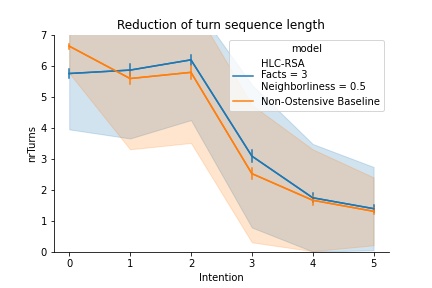 Reduction of turn sequence length
7
6
5
4
3
2
1
0
nrTurns
model
HLC-RSA
Facts = 3
Neighborliness = 0.5
Non-Ostensive Baseline
0 1 2 3 4 5
Intention